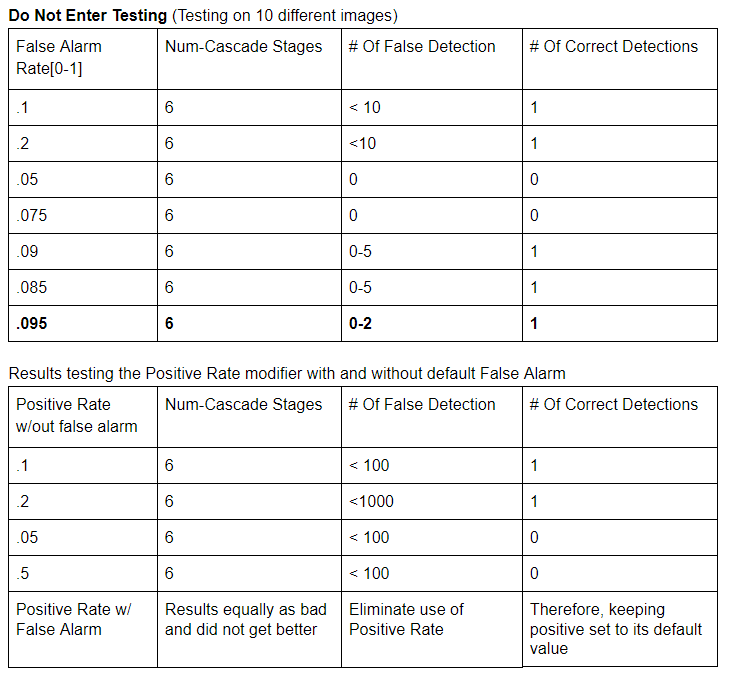 Do Not Enter Testing (Testing on 10 different images)
False Alarm Rate[0-1] Num-Cascade Stages # Of False Detection # Of Correct Detections
.1 6 < 10 1
.2 6 <10 1
.05 6 0 0
.075 6 0 0
.09 6 0-5 1
.085 6 0-5 1
.095 6 0-2 1
Results testing the Positive Rate modifier with and without default False Alarm
Positive Rate w/out false alarm Num-Cascade Stages # Of False Detection # Of Correct Detections
.1 6 < 100 1
.2 6 <1000 1
.05 6 < 100 0
.5 6 < 100 0
Positive Rate w/ False Alarm Results equally as bad and did not get better Eliminate use of Positive Rate Therefore, keeping positive set to its default value